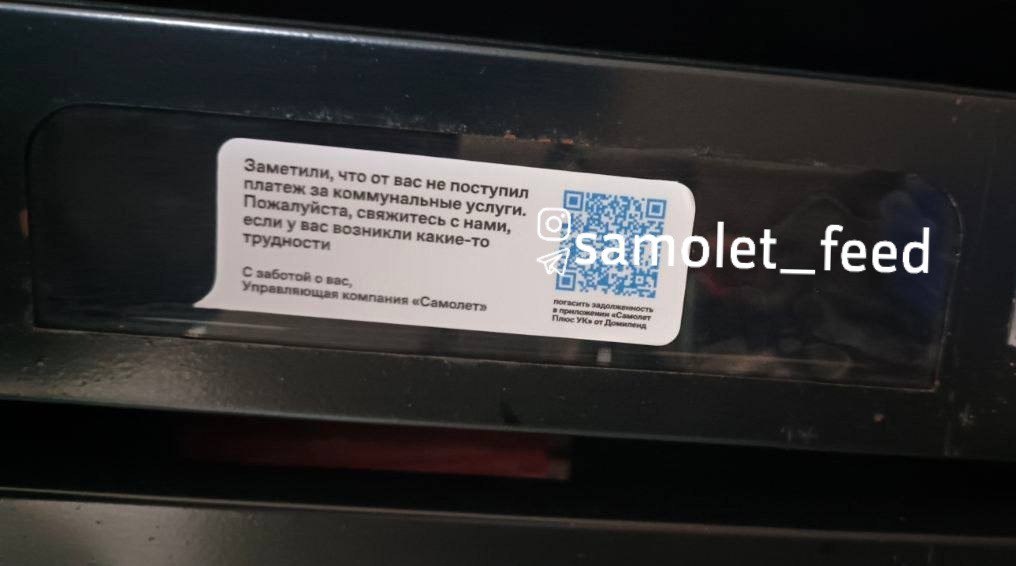 Заметили, что от вас не поступил
платеж за коммунальные услуги.
Пожалуйста, свяжитесь с нами,
если у вас возникли какие-то
трудности
С заботой о вас,
Управляющая компания «Самолет»
погасить задолженность
в приложении «Самолет
Плюс УК» от Домиленд
samolet_feed